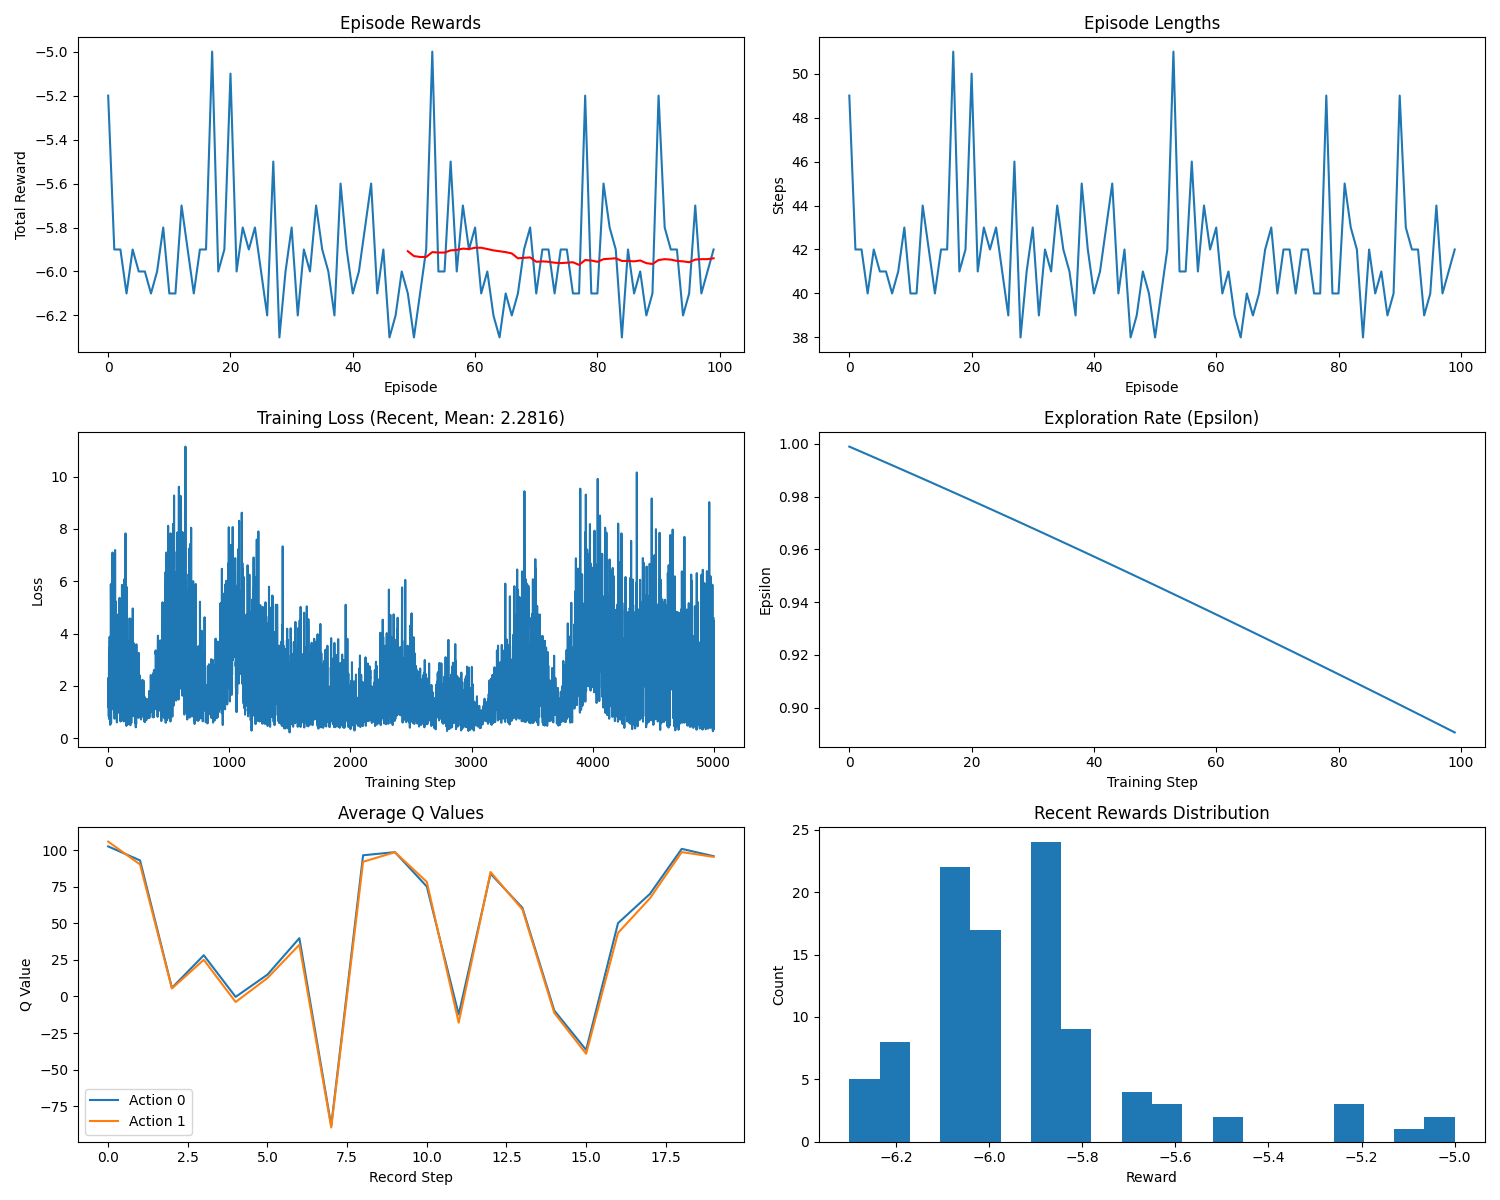 Episode Rewards
−5.0
−5.2
−5.4
−5.6
−5.8
−6.0
−6.2
Total Reward
0 20 40 60 80 100
Episode
Episode Lengths
50
48
46
44
42
40
38
Steps
0 20 40 60 80 100
Episode
Training Loss (Recent, Mean: 2.2816)
10
8
6
4
2
0
Loss
0 1000 2000 3000 4000 5000
Training Step
Exploration Rate (Epsilon)
1.00
0.98
0.96
0.94
0.92
0.90
Epsilon
0 20 40 60 80 100
Training Step
Average Q Values
100
75
50
25
0
−25
−50
−75
Q Value
Action 0
Action 1
0.0 2.5 5.0 7.5 10.0 12.5 15.0 17.5
Record Step
Recent Rewards Distribution
25
20
15
10
5
0
Count
−6.2 −6.0 −5.8 −5.6 −5.4 −5.2 −5.0
Reward